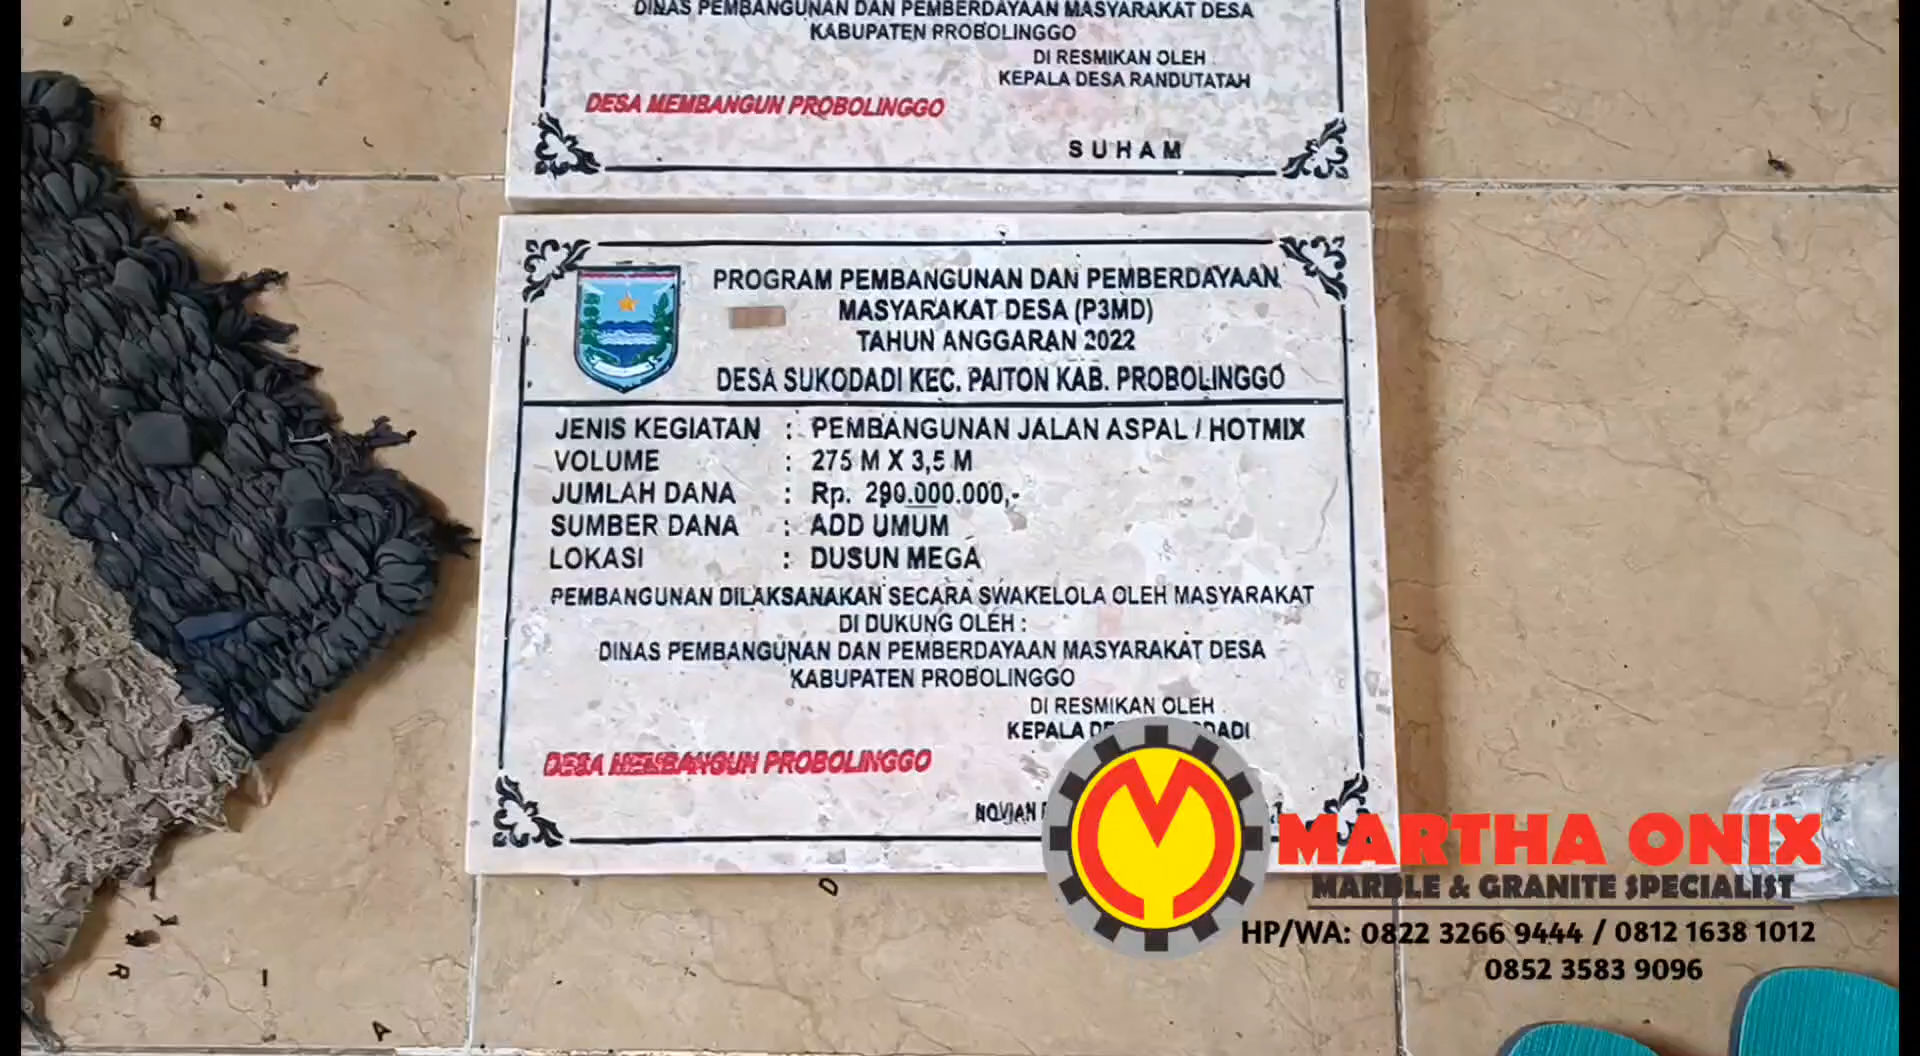 DINAS PEMBANGUNAN DAN PEMBERDAYAAN MASYARAKAT DESA
KABUPATEN PROBOLINGGO
DI RESMIKAN OLEH
KEPALA DESA RANDUTATAH
DESA MEMBANGUN PROBOLINGGO
SUHAM
PROGRAM PEMBANGUNAN DAN PEMBERDAYAAN
MASYARAKAT DESA (P3MD)
TAHUN ANGGARAN 2022
DESA SUKODADI KEC. PAITON KAB. PROBOLINGGO
JENIS KEGIATAN : PEMBANGUNAN JALAN ASPAL / HOTMIX
VOLUME : 275 M X 3,5 M
JUMLAH DANA : Rp. 290.000.000,-
SUMBER DANA : ADD UMUM
LOKASI : DUSUN MEGA
PEMBANGUNAN DILAKSANAKAN SECARA SWAKELOLA OLEH MASYARAKAT
DI DUKUNG OLEH :
DINAS PEMBANGUNAN DAN PEMBERDAYAAN MASYARAKAT DESA
KABUPATEN PROBOLINGGO
DI RESMIKAN OLEH
KEPALA
DESA MEMBANGUN PROBOLINGGO
NOVIAN
MARTHA ONIX
MARBLE & GRANITE SPECIALIST
HP/WA: 0822 3266 9444 / 0812 1638 1012
0852 3583 9096